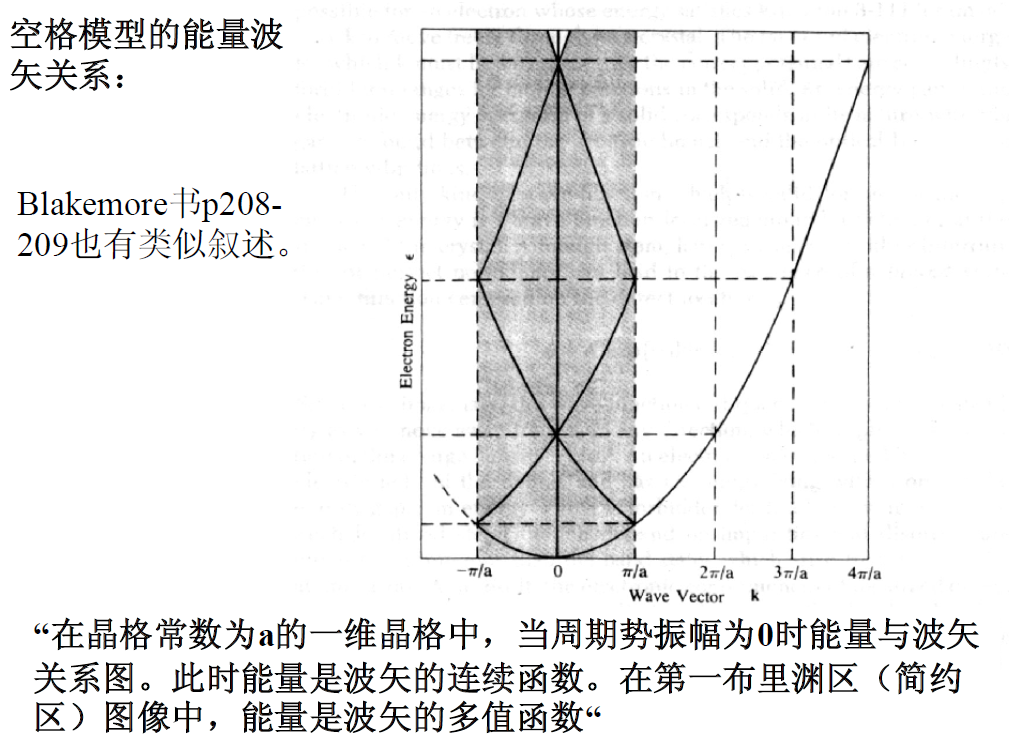 空格模型的能量波
矢关系：
Blakemore书p208-
209也有类似叙述。
Electron Energy ϵ
-π/a 0 π/a 2π/a 3π/a 4π/a
Wave Vector k
“在晶格常数为a的一维晶格中，当周期势振幅为0时能量与波矢
关系图。此时能量是波矢的连续函数。在第一布里渊区（简约
区）图像中，能量是波矢的多值函数“